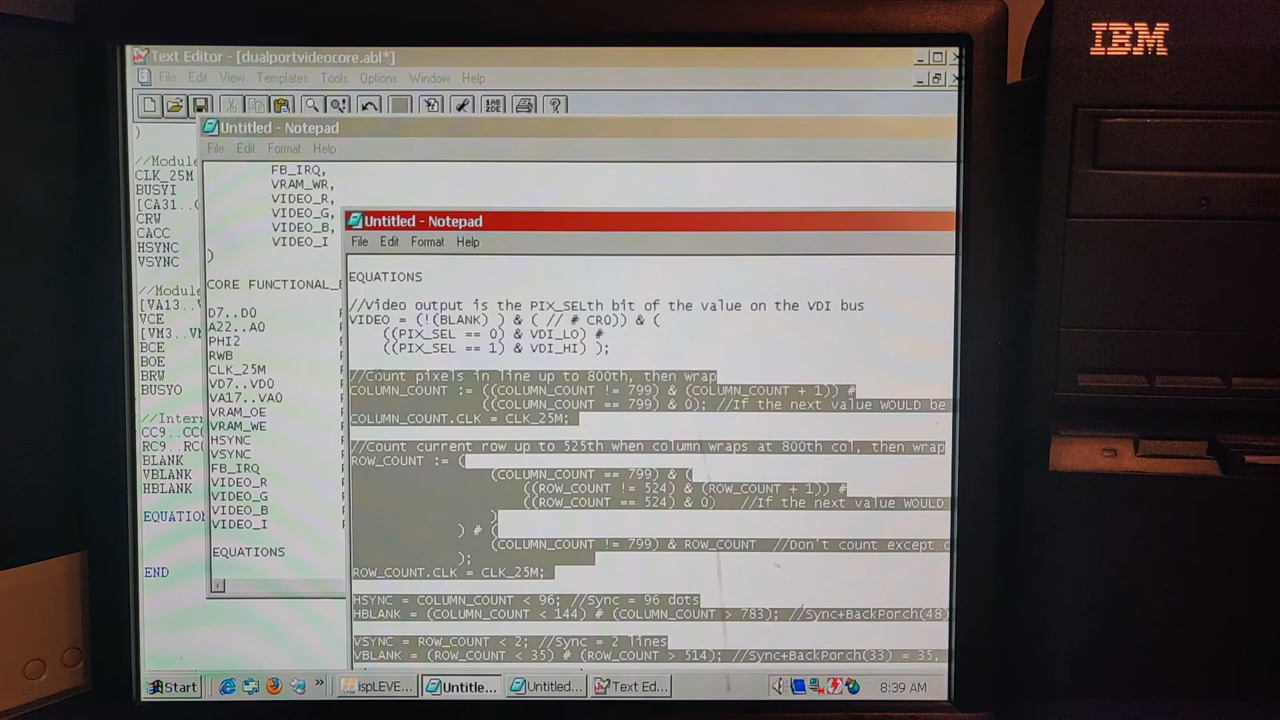 IBM
Text Editor - [dualportvideocore.abl*]
File Edit View Templates Tools Options Window Help
)
//Module
CLK_25M
BUSYI
CRW
CACC
HSYNC
VSYNC
//Module
VCE
BCE
BOE
BRW
BUSYO
BLANK
VBLANK
HBLANK
END
Untitled - Notepad
File Edit Format Help
FB_IRQ,
VRAM_WR,
VIDEO_R,
VIDEO_G,
VIDEO_B,
VIDEO_I
)
D7..D0
A22..A0
PHI2
RWB
CLK_25M
VD7..VD0
VA17..VA0
VRAM_OE
VRAM_WE
HSYNC
VSYNC
FB_IRQ
VIDEO_R
VIDEO_G
VIDEO_B
VIDEO_I
EQUATIONS
Untitled - Notepad
File Edit Format Help
EQUATIONS
//Video output is the PIX_SELth bit of the value on the VDI bus
VIDEO = (!(BLANK) ) & ( // # CR0)) & (
((PIX_SEL == 0) & VDI_LO) #
((PIX_SEL == 1) & VDI_HI) );
//Count pixels in line up to 800th, then wrap
COLUMN_COUNT := ((COLUMN_COUNT != 799) & (COLUMN_COUNT + 1)) #
((COLUMN_COUNT == 799) & 0); //If the next value WOULD be
COLUMN_COUNT.CLK = CLK_25M;
//Count current row up to 525th when column wraps at 800th col, then wrap
ROW_COUNT := (
(COLUMN_COUNT == 799) & (
((ROW_COUNT != 524) & (ROW_COUNT + 1)) #
((ROW_COUNT == 524) & 0) //If the next value WOULD
)
) # (
(COLUMN_COUNT != 799) & ROW_COUNT //Don't count except
);
ROW_COUNT.CLK = CLK_25M;
HSYNC = COLUMN_COUNT < 96; //Sync = 96 dots
HBLANK = (COLUMN_COUNT < 144) # (COLUMN_COUNT > 783); //Sync+BackPorch(48)
VSYNC = ROW_COUNT < 2; //Sync = 2 lines
VBLANK = (ROW_COUNT < 35) # (ROW_COUNT > 514); //Sync+BackPorch(33) = 35,
Start » ispLEVE... Untitle... Untitled... Text Ed... 8:39 AM